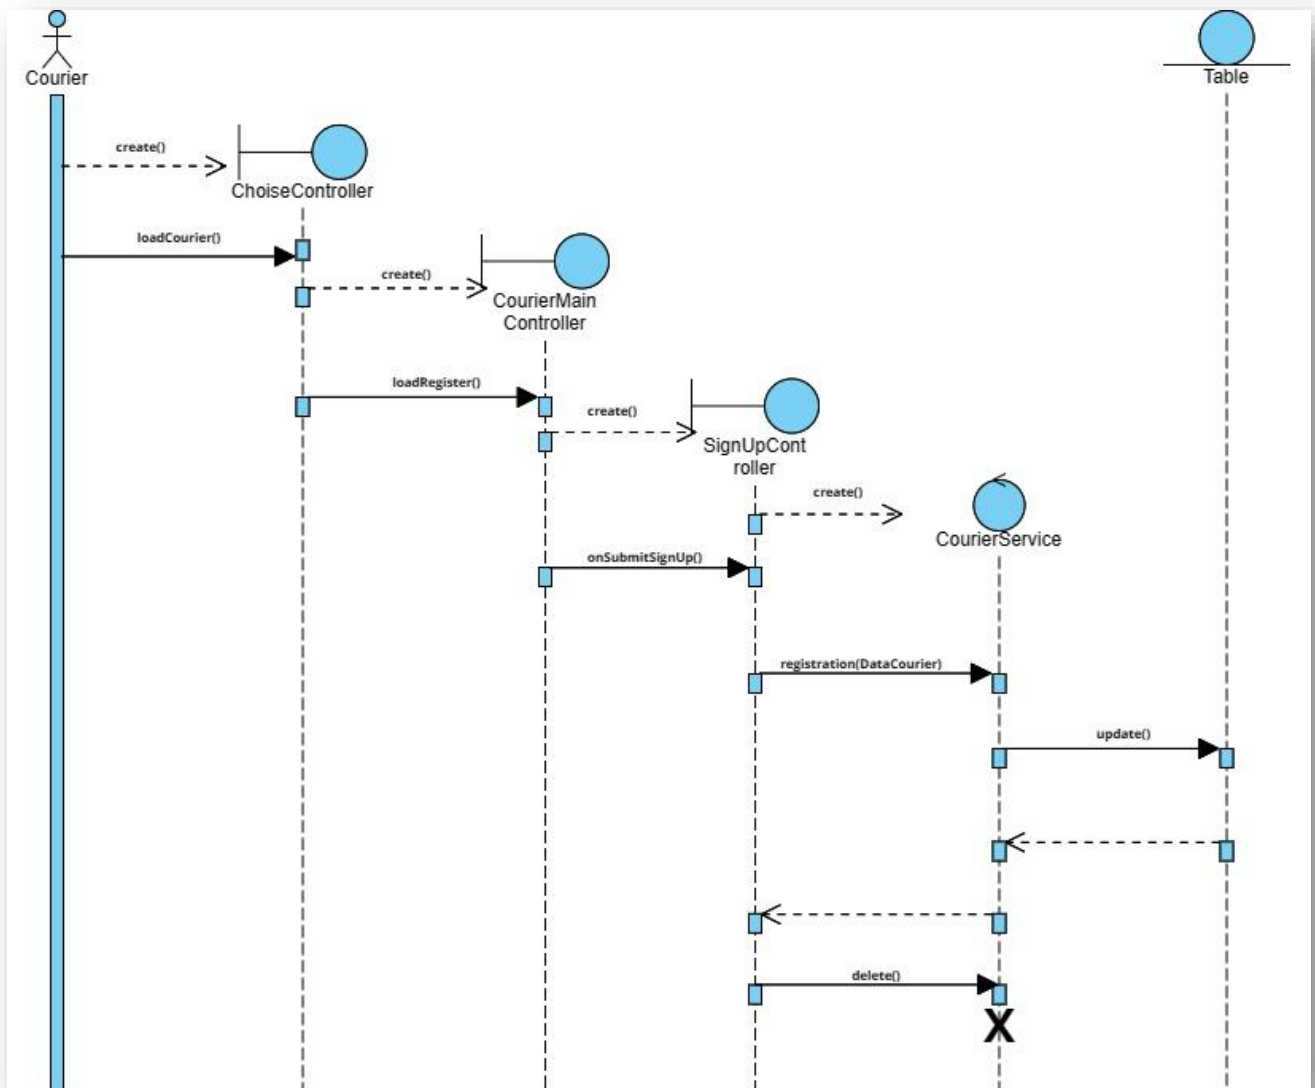 Courier
Table
create()
ChoiseController
loadCourier()
create()
CourierMain
Controller
loadRegister()
create()
SignUpCont
roller
create()
CourierService
onSubmitSignUp()
registration(DataCourier)
update()
delete()
X